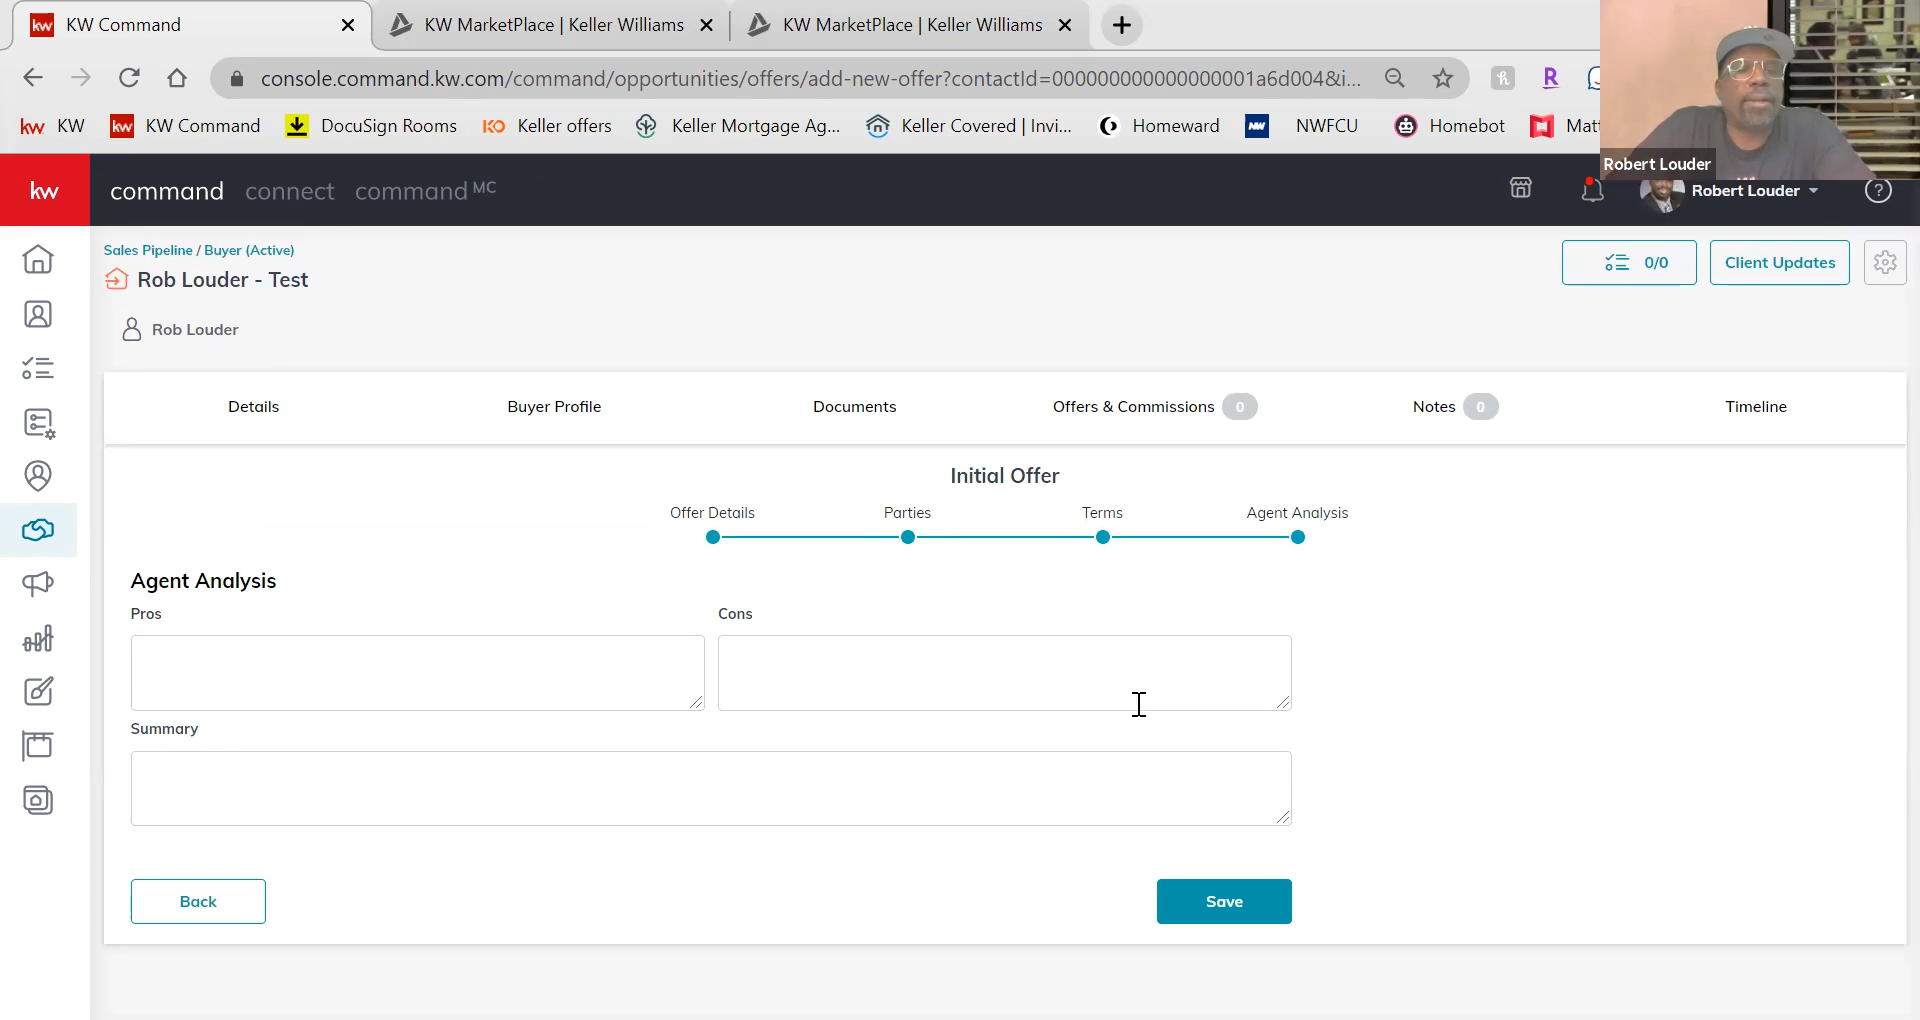 KW Command
KW MarketPlace | Keller Williams
KW MarketPlace | Keller Williams
console.command.kw.com/command/opportunities/offers/add-new-offer?contactId=000000000000000001a6d004&i...
KW
KW Command
DocuSign Rooms
Keller offers
Keller Mortgage Ag...
Keller Covered | Invi...
Homeward
NWFCU
Homebot
Matt
Robert Louder
kw
command connect command MC
Robert Louder
Sales Pipeline / Buyer (Active)
Rob Louder - Test
0/0
Client Updates
Rob Louder
Details
Buyer Profile
Documents
Offers & Commissions 0
Notes 0
Timeline
Initial Offer
Offer Details
Parties
Terms
Agent Analysis
Agent Analysis
Pros
Cons
Summary
Back
Save